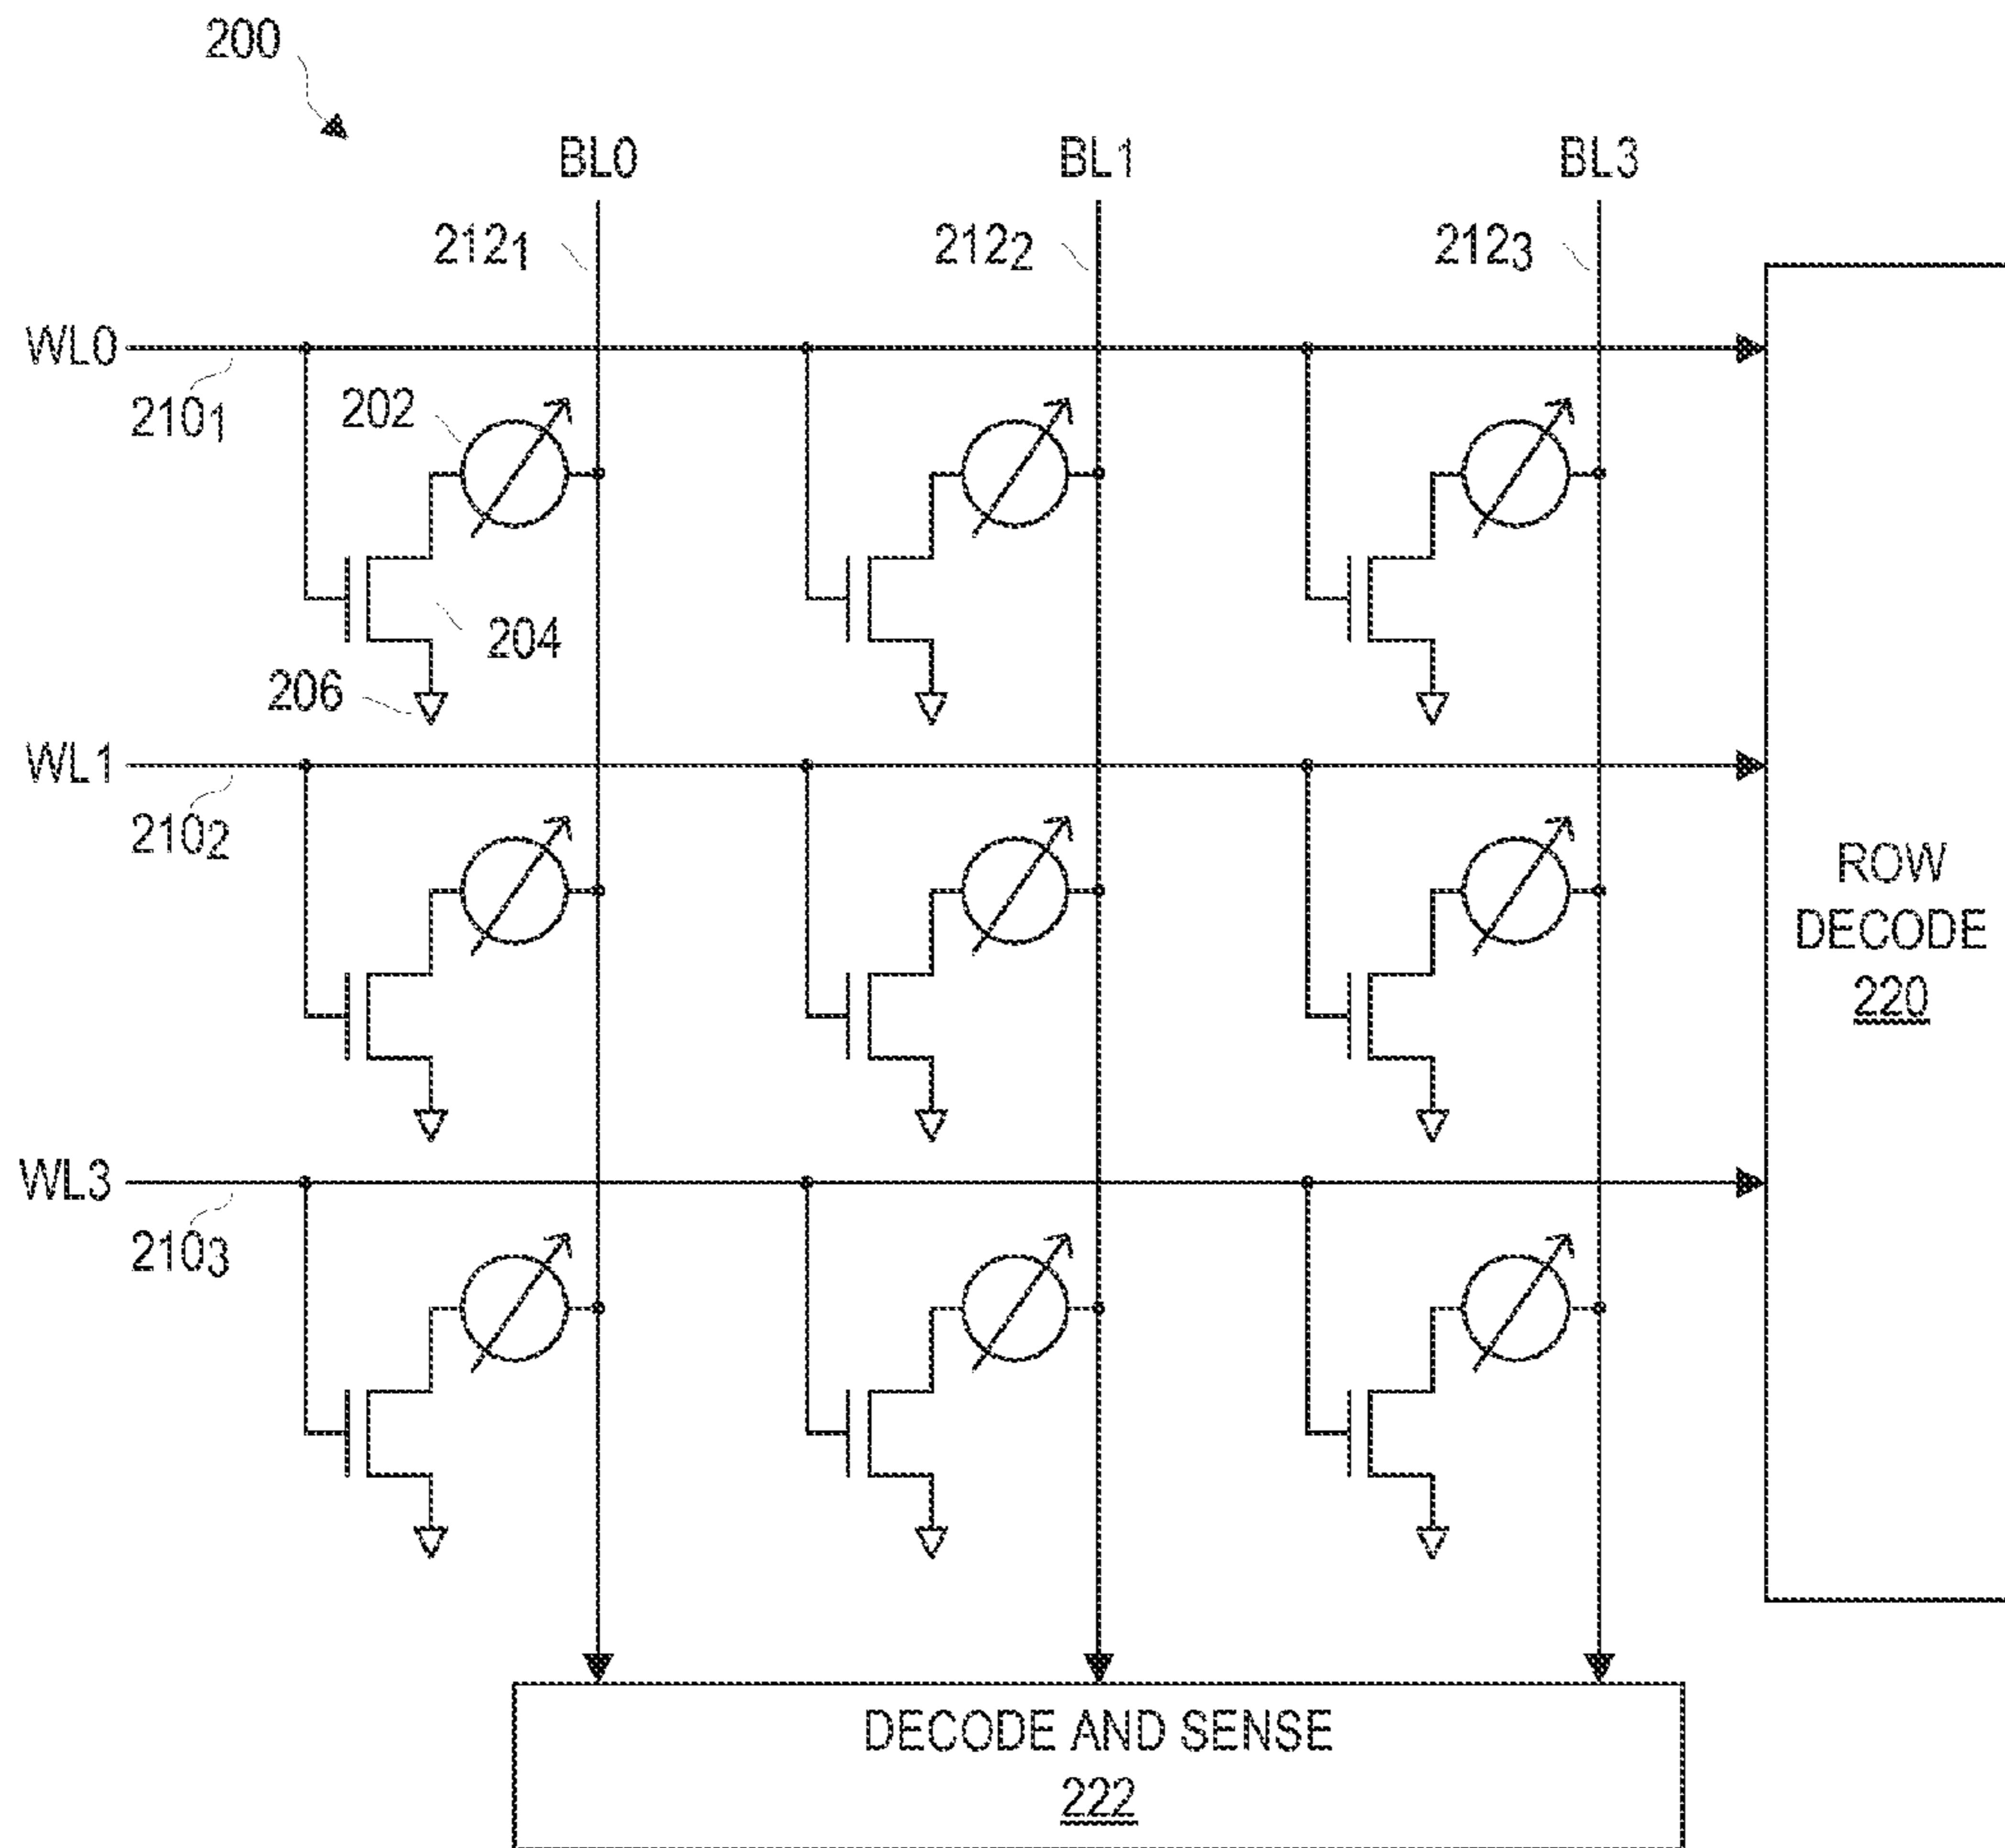 200
BL0 BL1 BL3
212₁ 212₂ 212₃
WL0
210₁
202
204
206
WL1
210₂
ROW
DECODE
220
WL3
210₃
DECODE AND SENSE
222